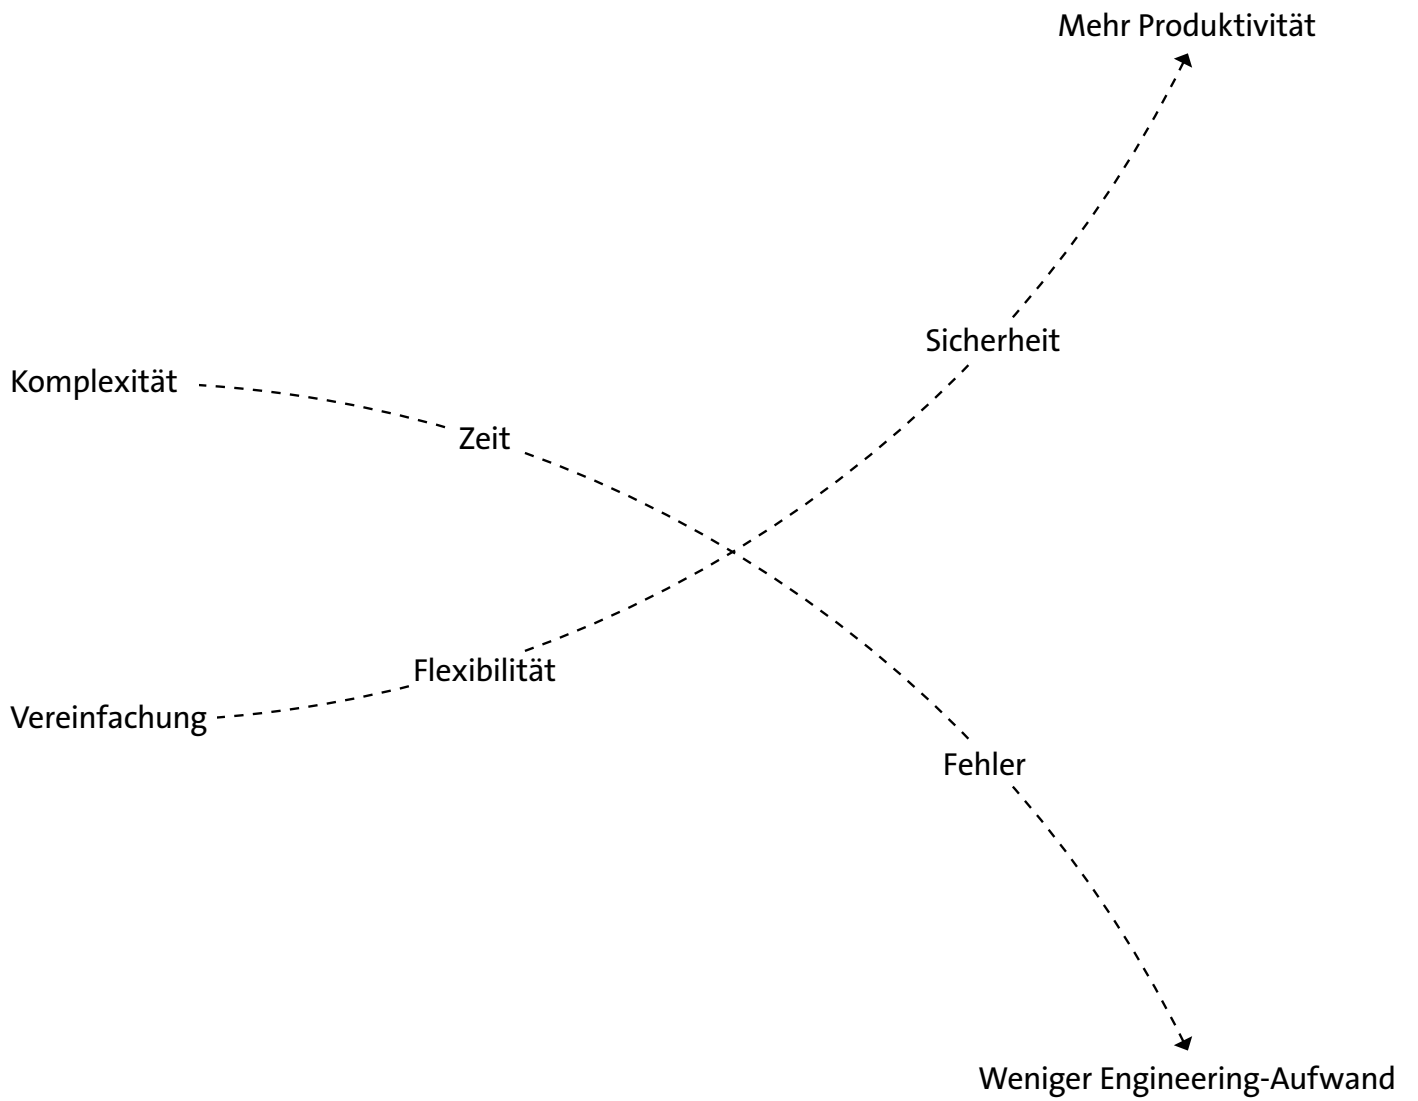 Mehr Produktivität
Sicherheit
Komplexität
Zeit
Flexibilität
Vereinfachung
Fehler
Weniger Engineering-Aufwand